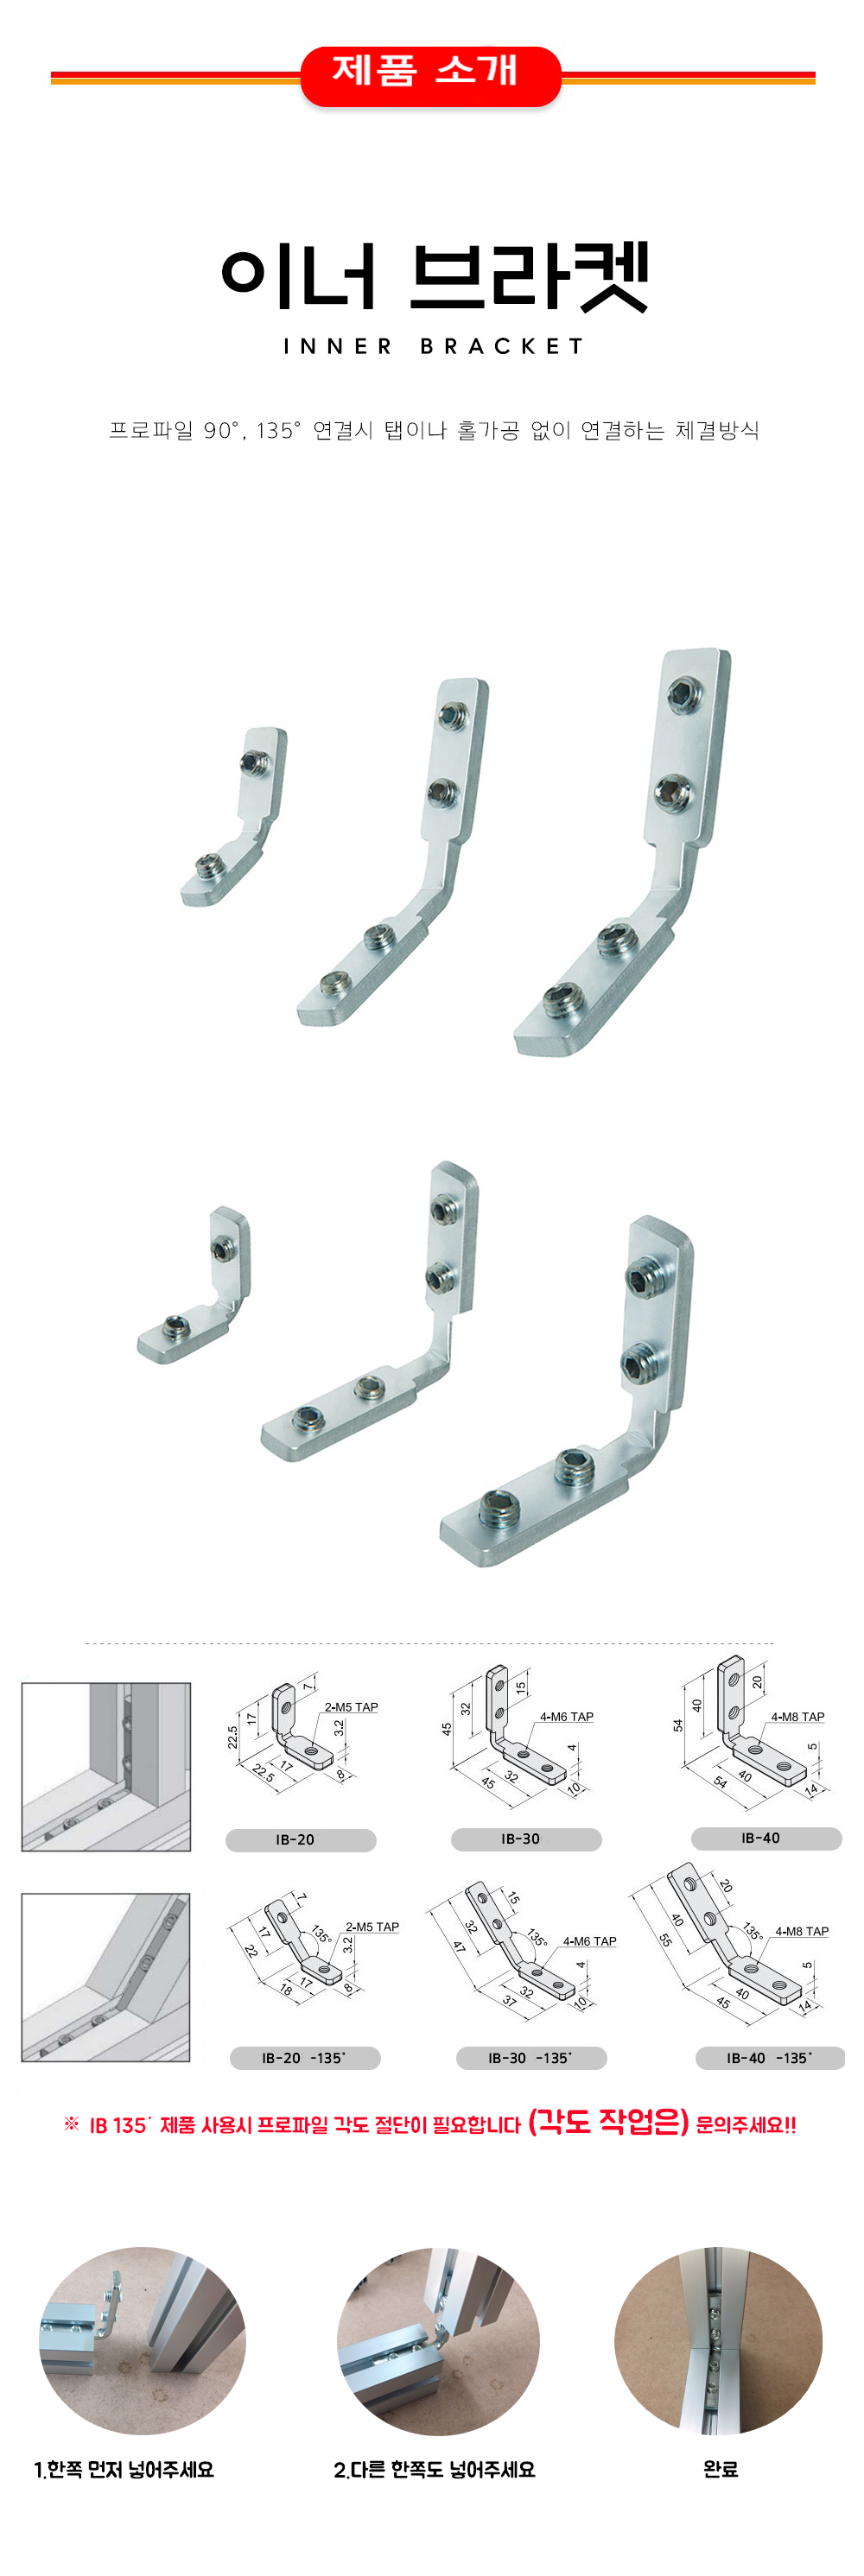 제품 소개
이너 브라켓
INNER BRACKET
프로파일 90°, 135° 연결시 탭이나 홀가공 없이 연결하는 체결방식
7
2-M5 TAP
17
22.5
3.2
17
22.5
8
IB-20
15
32
45
4-M6 TAP
4
32
45
10
IB-30
20
40
54
4-M8 TAP
5
40
54
14
IB-40
7
17
22
135°
2-M5 TAP
3.2
17
18
8
IB-20 -135°
15
32
47
135°
4-M6 TAP
4
32
37
10
IB-30 -135°
20
40
55
135°
4-M8 TAP
5
40
45
14
IB-40 -135°
※ IB 135° 제품 사용시 프로파일 각도 절단이 필요합니다 (각도 작업은) 문의주세요!!
1.한쪽 먼저 넣어주세요
2.다른 한쪽도 넣어주세요
완료